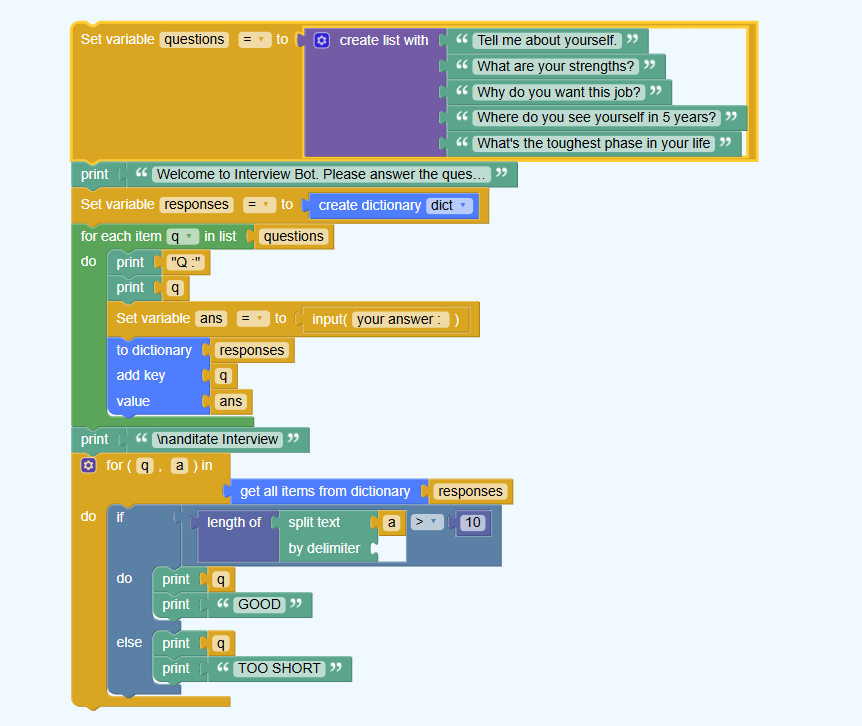 Set variable questions = to create list with “ Tell me about yourself. ”
“ What are your strengths? ”
“ Why do you want this job? ”
“ Where do you see yourself in 5 years? ”
“ What's the toughest phase in your life ”
print “ Welcome to Interview Bot. Please answer the ques... ”
Set variable responses = to create dictionary dict
for each item q in list questions
do print "Q :"
print q
Set variable ans = to input( your answer : )
to dictionary responses
add key q
value ans
print “ \nanditate Interview ”
for ( q , a ) in
get all items from dictionary responses
do if length of split text a > 10
by delimiter
do print q
print “ GOOD ”
else print q
print “ TOO SHORT ”